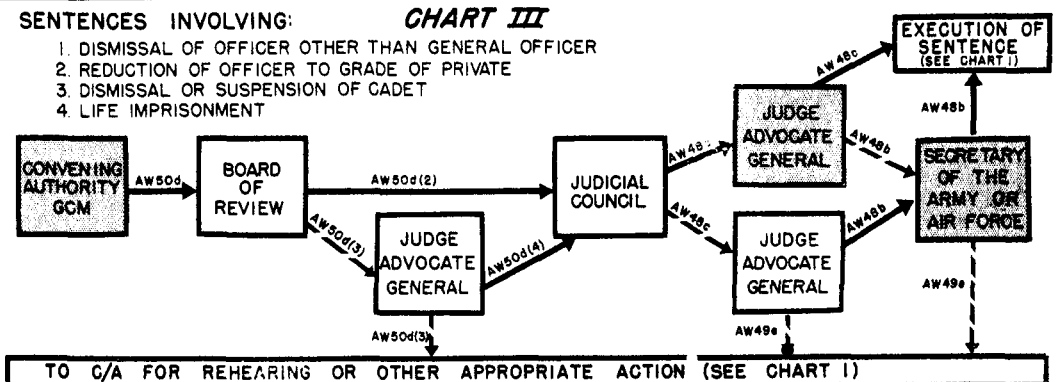 SENTENCES INVOLVING:
CHART III
1. DISMISSAL OF OFFICER OTHER THAN GENERAL OFFICER
2. REDUCTION OF OFFICER TO GRADE OF PRIVATE
3. DISMISSAL OR SUSPENSION OF CADET
4. LIFE IMPRISONMENT
EXECUTION OF
SENTENCE
(SEE CHART I)
AW48c
AW48b
CONVENING
AUTHORITY
GCM
AW50d
BOARD
OF
REVIEW
AW50d(2)
JUDICIAL
COUNCIL
AW48c
JUDGE
ADVOCATE
GENERAL
AW48b
SECRETARY
OF THE
ARMY OR
AIR FORCE
AW50d(3)
JUDGE
ADVOCATE
GENERAL
AW50d(4)
AW48c
JUDGE
ADVOCATE
GENERAL
AW48b
AW50d(3)
AW49e
AW49e
TO C/A FOR REHEARING OR OTHER APPROPRIATE ACTION (SEE CHART I)